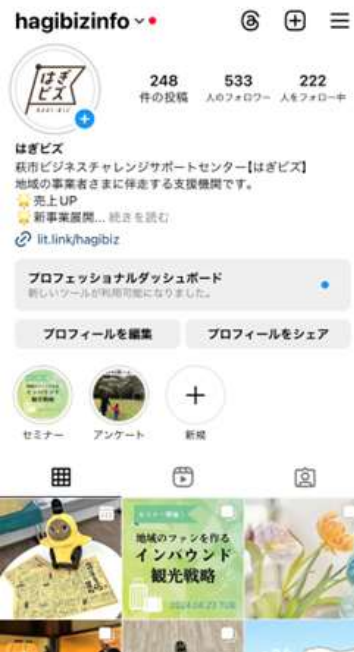 hagibizinfo
はぎ
ビズ
HAGI-BIZ
248
件の投稿
533
人のフォロワー
222
人をフォロー中
はぎビズ
萩市ビジネスチャレンジサポートセンター【はぎビズ】
地域の事業者さまに伴走する支援機関です。
売上UP
新事業展開... 続きを読む
lit.link/hagibiz
プロフェッショナルダッシュボード
新しいツールが利用可能になりました。
プロフィールを編集
プロフィールをシェア
セミナー
アンケート
新規
地域のファンを作る
インバウンド
観光戦略
2024.04.23 TUE